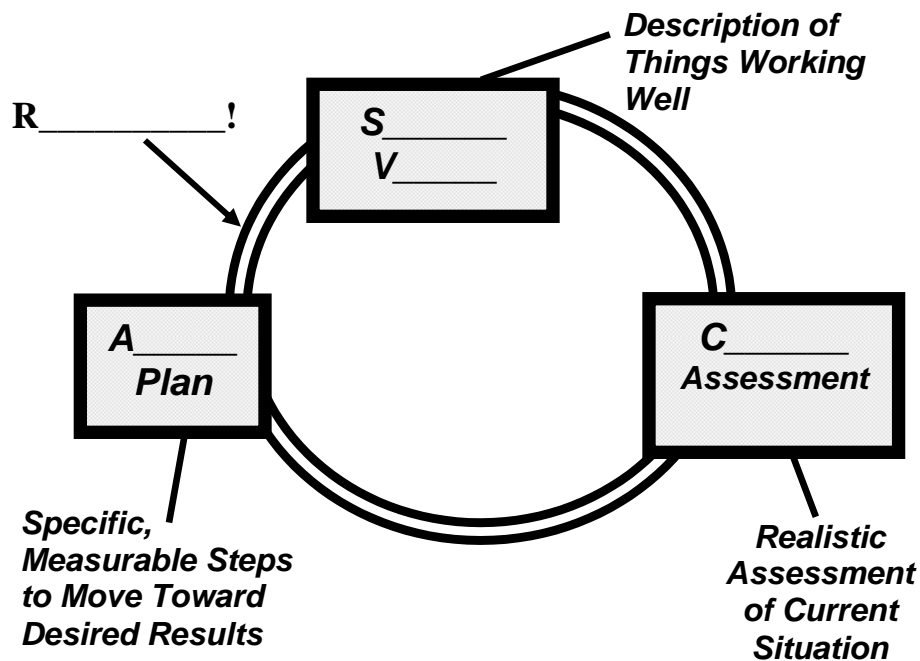 Description of
Things Working
Well
R__________!
S______
V_____
A_____
Plan
C______
Assessment
Specific,
Measurable Steps
to Move Toward
Desired Results
Realistic
Assessment
of Current
Situation